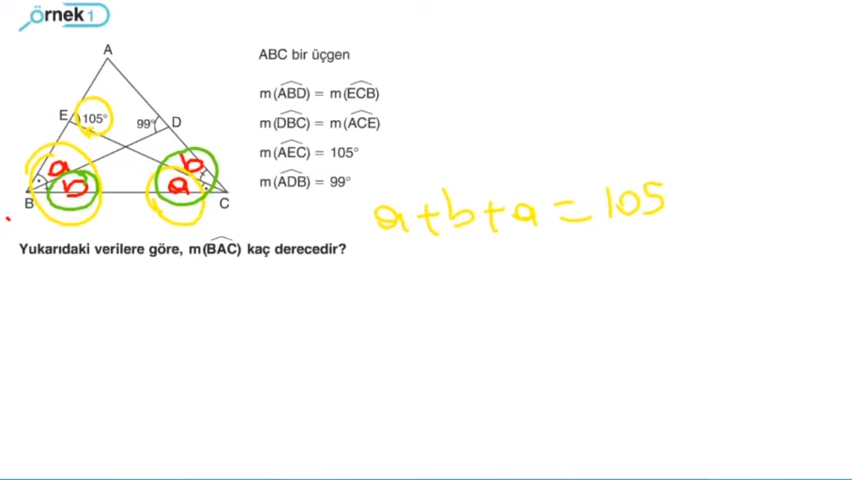 örnek 1
A
ABC bir üçgen
m(ABD) = m(ECB)
E 105° 99° D
m(DBC) = m(ACE)
m(AEC) = 105°
a b
b a
m(ADB) = 99°
B C
a+b+a=105
Yukarıdaki verilere göre, m(BAC) kaç derecedir?